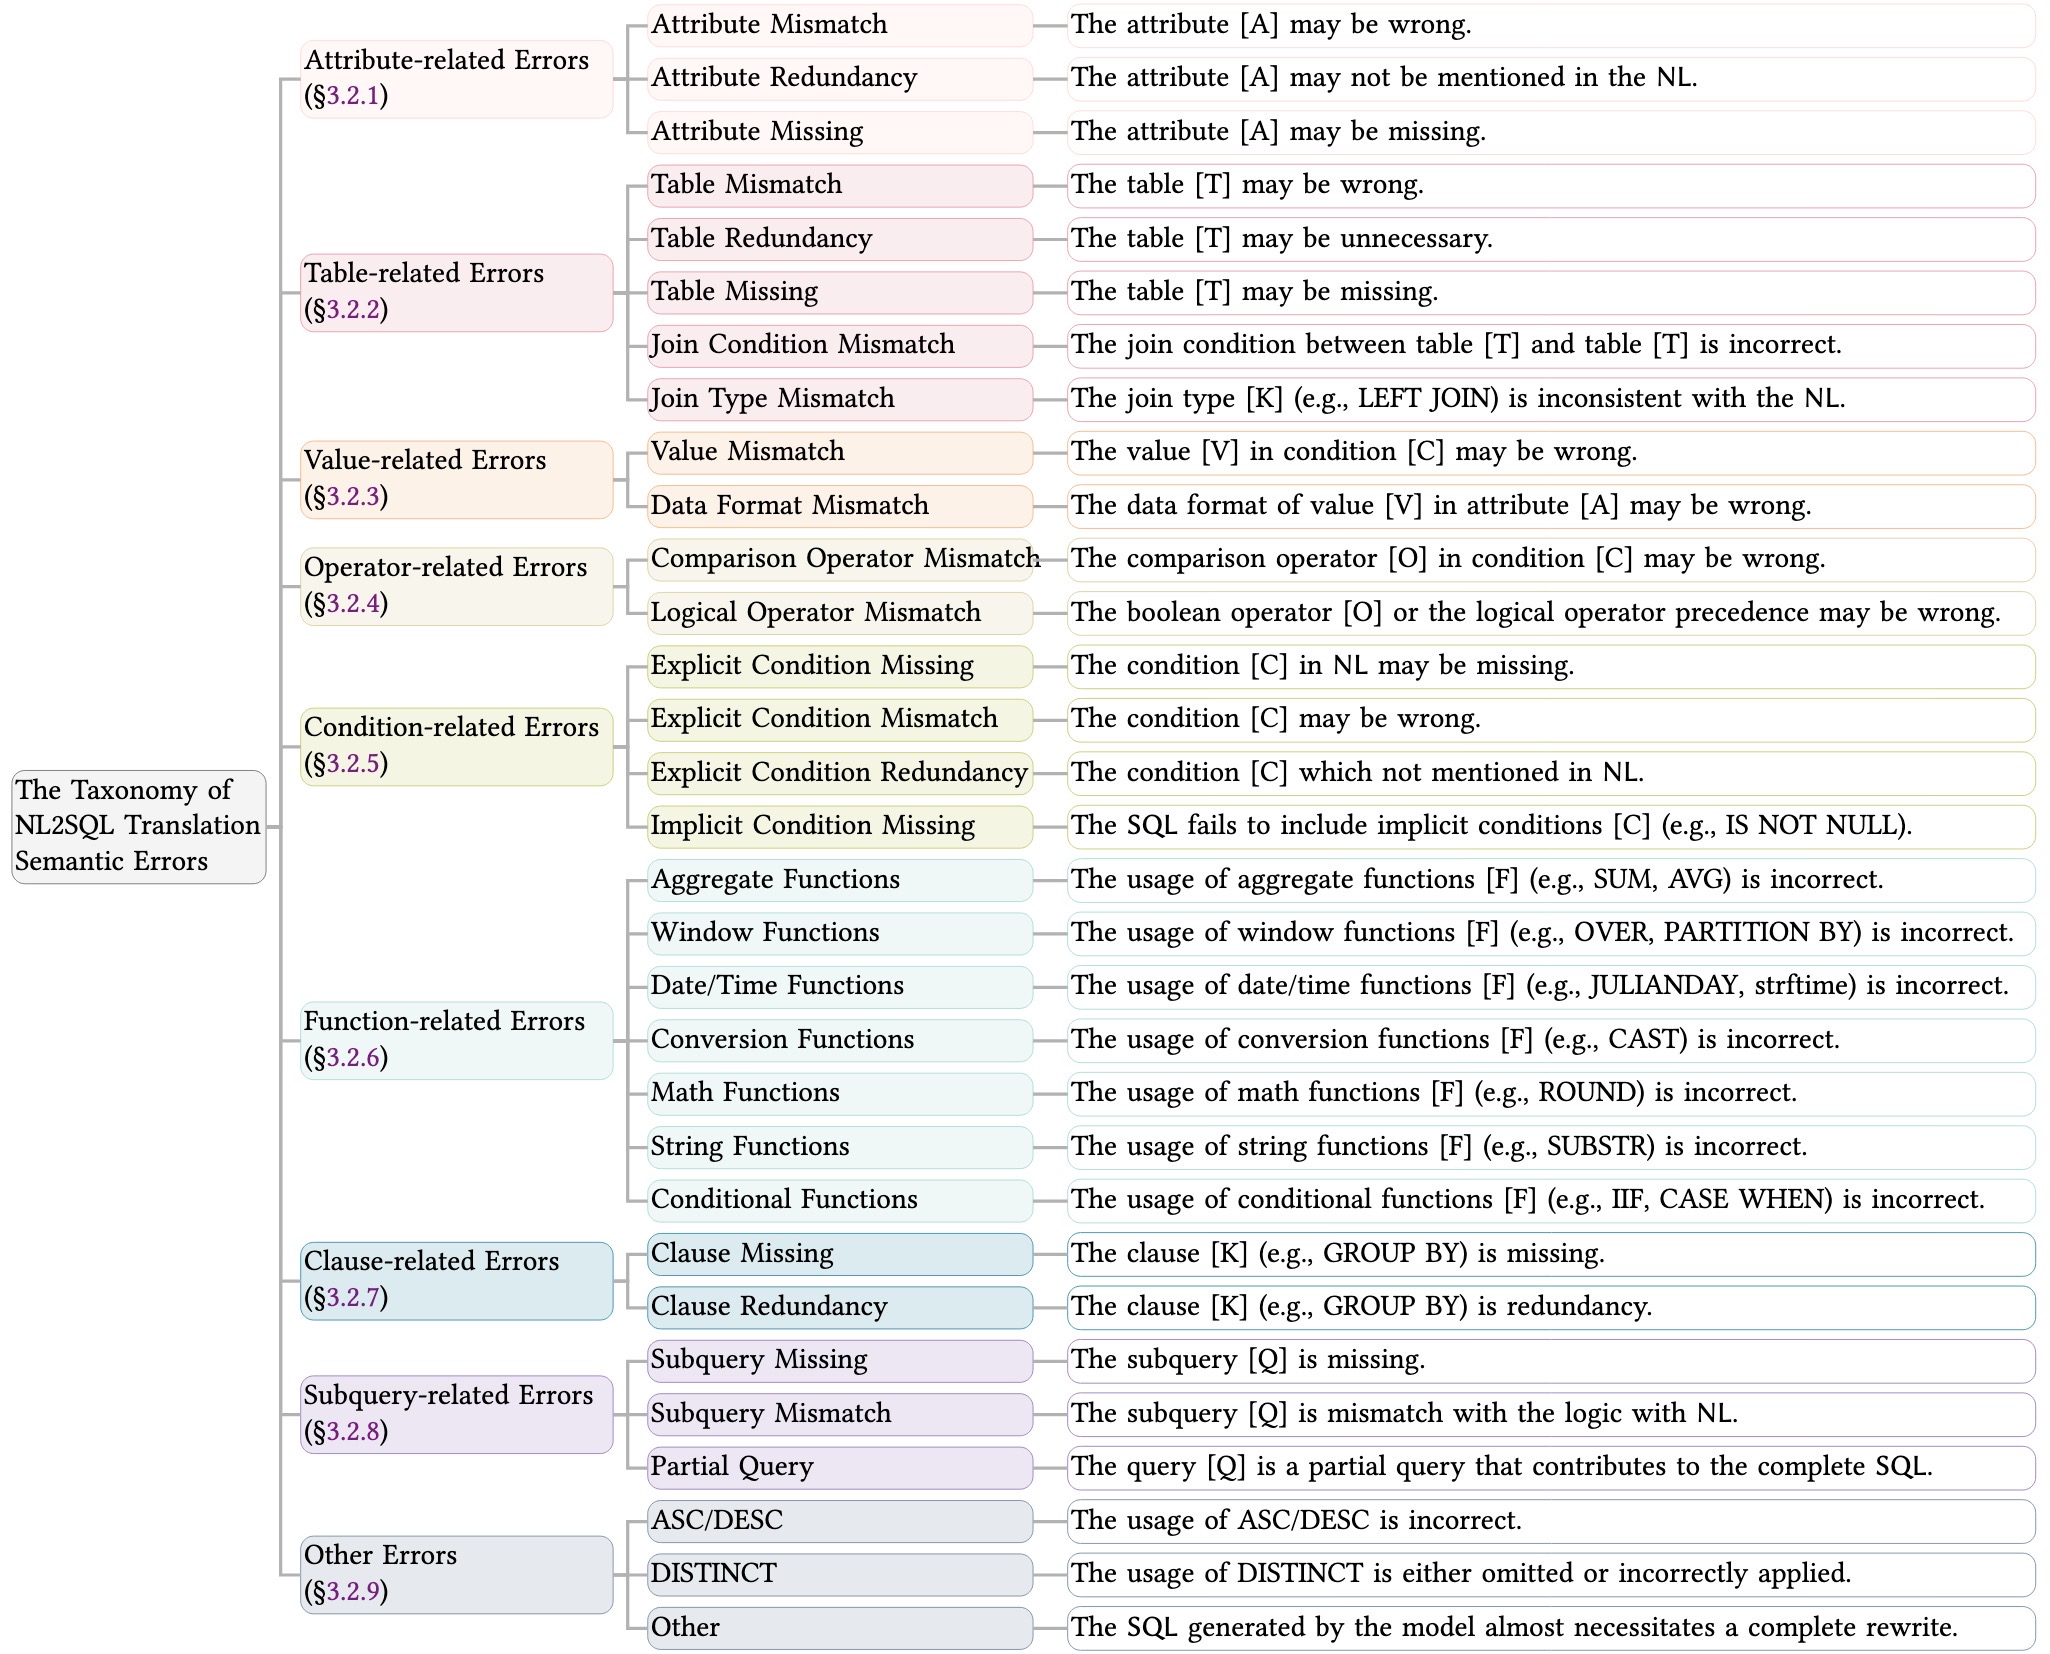 The Taxonomy of
NL2SQL Translation
Semantic Errors
Attribute-related Errors
(§3.2.1)
Attribute Mismatch
The attribute [A] may be wrong.
Attribute Redundancy
The attribute [A] may not be mentioned in the NL.
Attribute Missing
The attribute [A] may be missing.
Table-related Errors
(§3.2.2)
Table Mismatch
The table [T] may be wrong.
Table Redundancy
The table [T] may be unnecessary.
Table Missing
The table [T] may be missing.
Join Condition Mismatch
The join condition between table [T] and table [T] is incorrect.
Join Type Mismatch
The join type [K] (e.g., LEFT JOIN) is inconsistent with the NL.
Value-related Errors
(§3.2.3)
Value Mismatch
The value [V] in condition [C] may be wrong.
Data Format Mismatch
The data format of value [V] in attribute [A] may be wrong.
Operator-related Errors
(§3.2.4)
Comparison Operator Mismatch
The comparison operator [O] in condition [C] may be wrong.
Logical Operator Mismatch
The boolean operator [O] or the logical operator precedence may be wrong.
Condition-related Errors
(§3.2.5)
Explicit Condition Missing
The condition [C] in NL may be missing.
Explicit Condition Mismatch
The condition [C] may be wrong.
Explicit Condition Redundancy
The condition [C] which not mentioned in NL.
Implicit Condition Missing
The SQL fails to include implicit conditions [C] (e.g., IS NOT NULL).
Function-related Errors
(§3.2.6)
Aggregate Functions
The usage of aggregate functions [F] (e.g., SUM, AVG) is incorrect.
Window Functions
The usage of window functions [F] (e.g., OVER, PARTITION BY) is incorrect.
Date/Time Functions
The usage of date/time functions [F] (e.g., JULIANDAY, strftime) is incorrect.
Conversion Functions
The usage of conversion functions [F] (e.g., CAST) is incorrect.
Math Functions
The usage of math functions [F] (e.g., ROUND) is incorrect.
String Functions
The usage of string functions [F] (e.g., SUBSTR) is incorrect.
Conditional Functions
The usage of conditional functions [F] (e.g., IIF, CASE WHEN) is incorrect.
Clause-related Errors
(§3.2.7)
Clause Missing
The clause [K] (e.g., GROUP BY) is missing.
Clause Redundancy
The clause [K] (e.g., GROUP BY) is redundancy.
Subquery-related Errors
(§3.2.8)
Subquery Missing
The subquery [Q] is missing.
Subquery Mismatch
The subquery [Q] is mismatch with the logic with NL.
Partial Query
The query [Q] is a partial query that contributes to the complete SQL.
Other Errors
(§3.2.9)
ASC/DESC
The usage of ASC/DESC is incorrect.
DISTINCT
The usage of DISTINCT is either omitted or incorrectly applied.
Other
The SQL generated by the model almost necessitates a complete rewrite.